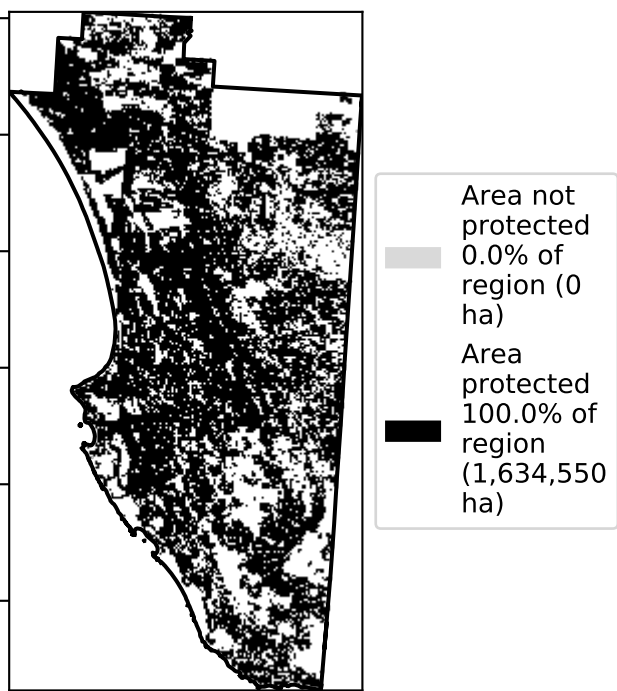 Area not
protected
0.0% of
region (0
ha)
Area
protected
100.0% of
region
(1,634,550
ha)